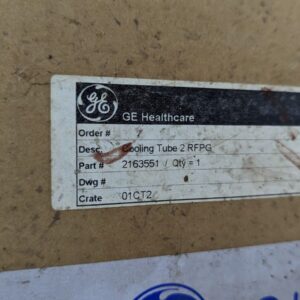 GE
GE Healthcare
Order #
Desc. Cooling Tube 2 RFPG
Part # 2163551 / Qty = 1
Dwg #
Crate 01CT2